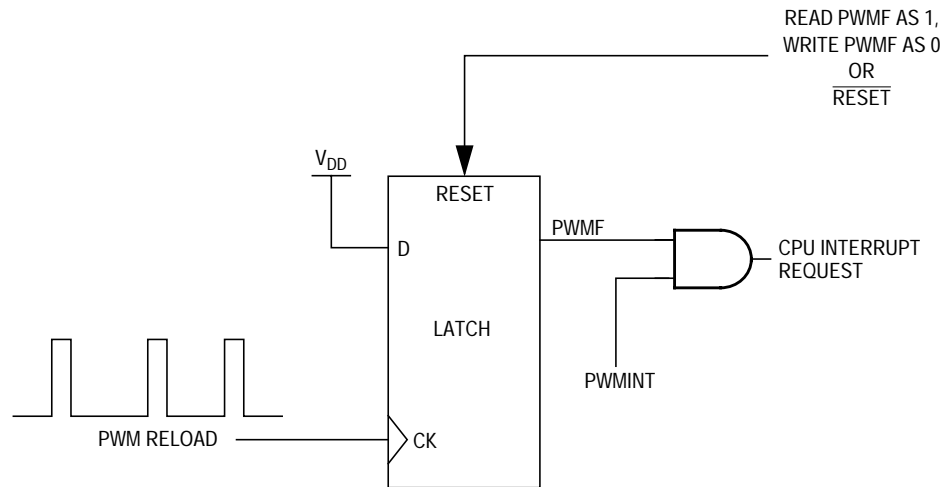 READ PWMF AS 1,
WRITE PWMF AS 0
OR
RESET
VDD
RESET
PWMF
D
CPU INTERRUPT
REQUEST
LATCH
PWMINT
PWM RELOAD
CK